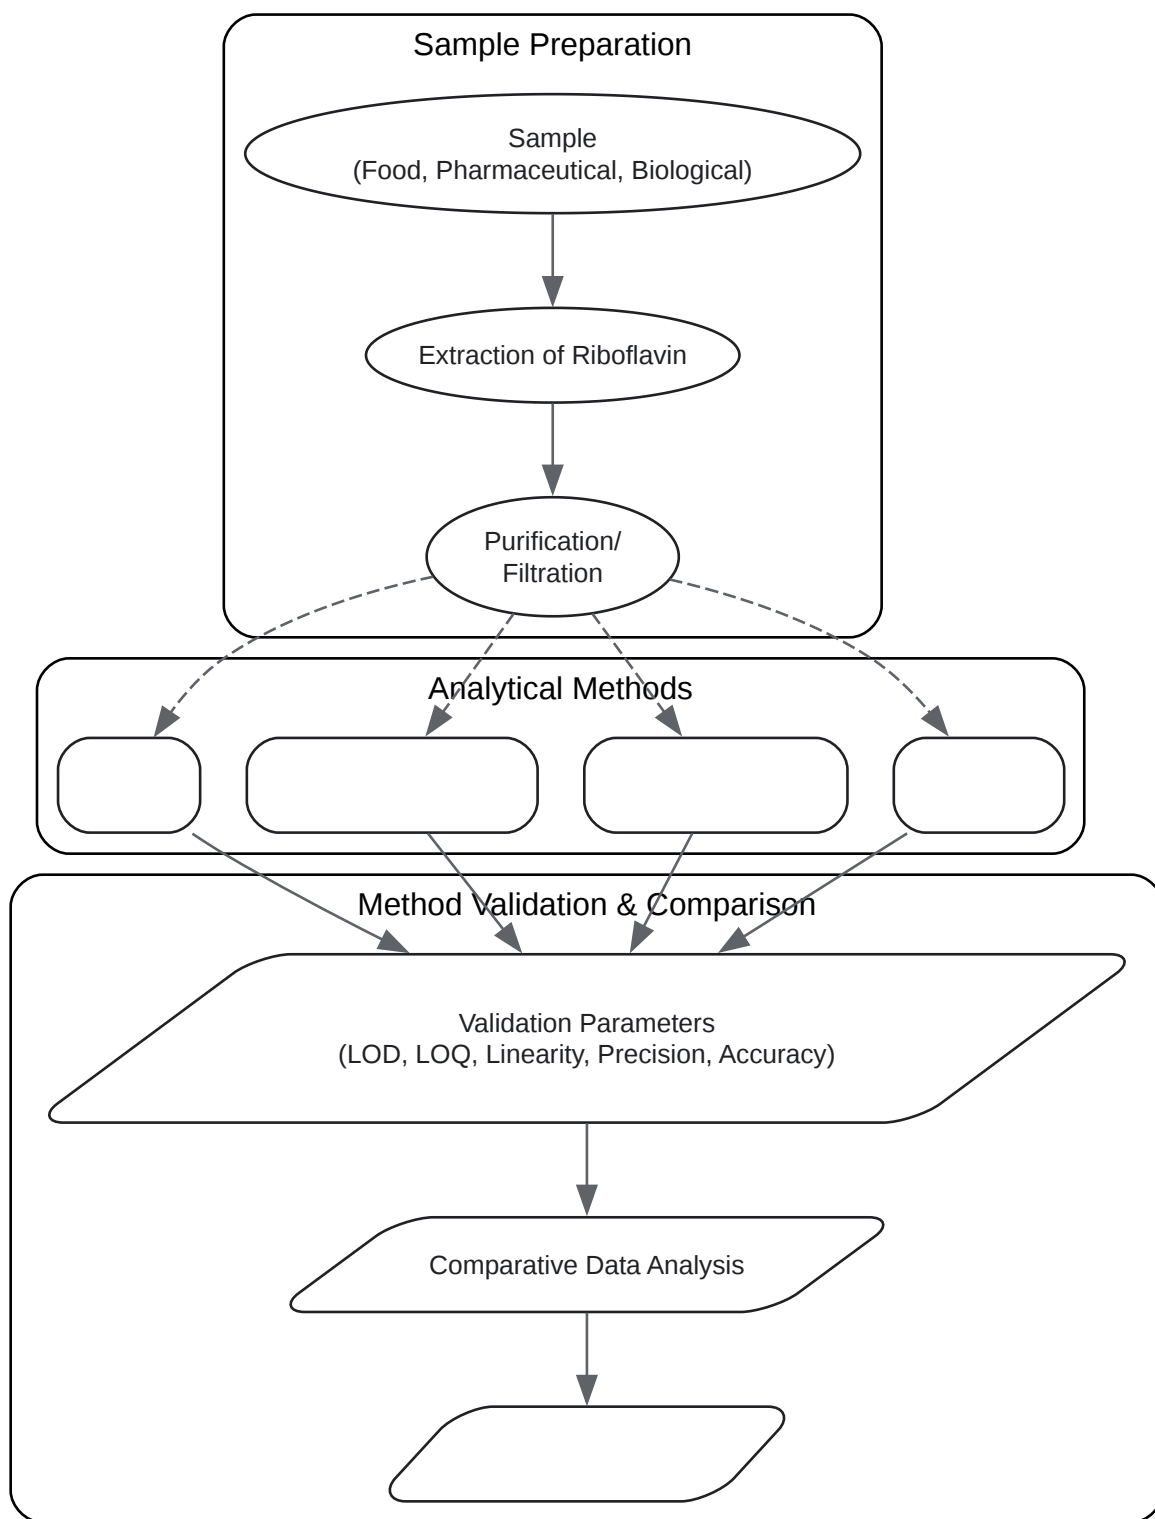 Sample Preparation
Sample
(Food, Pharmaceutical, Biological)
Extraction of Riboflavin
Purification/
Filtration
Analytical Methods
Method Validation & Comparison
Validation Parameters
(LOD, LOQ, Linearity, Precision, Accuracy)
Comparative Data Analysis